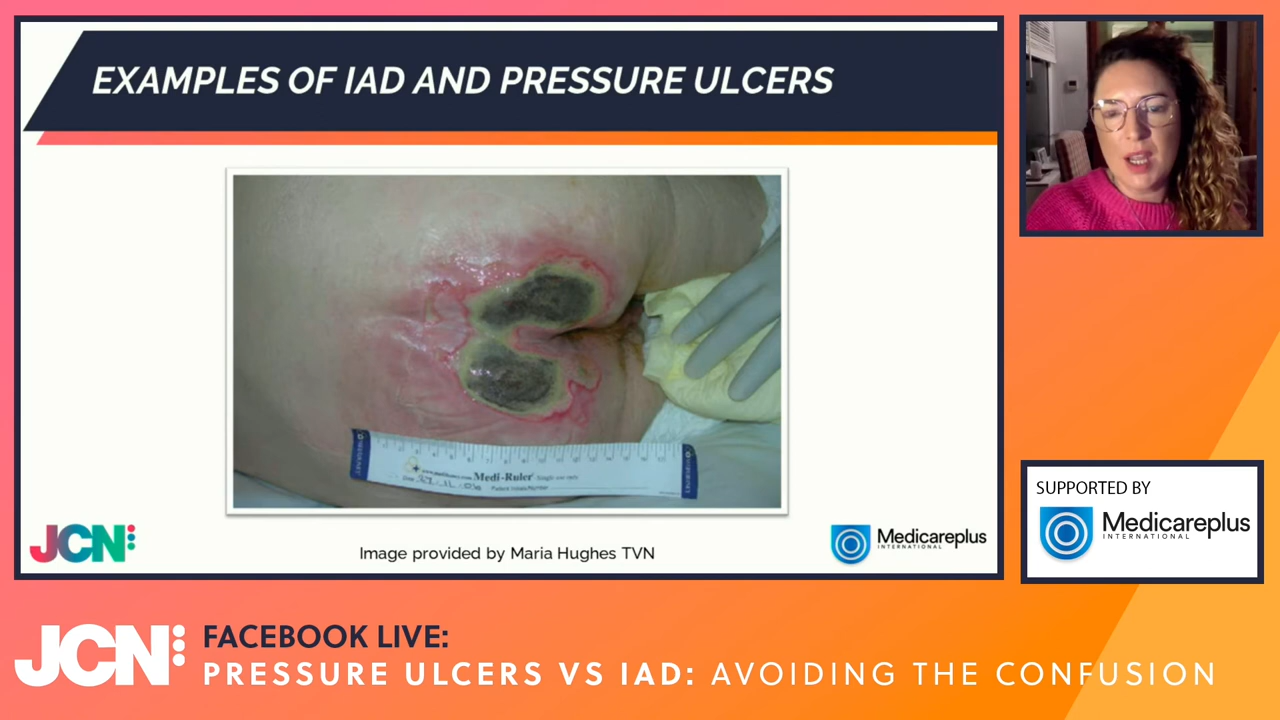 EXAMPLES OF IAD AND PRESSURE ULCERS
Medi-Ruler
Image provided by Maria Hughes TVN
JCN
Medicareplus
INTERNATIONAL
SUPPORTED BY
Medicareplus
INTERNATIONAL
JCN
FACEBOOK LIVE:
PRESSURE ULCERS VS IAD: AVOIDING THE CONFUSION